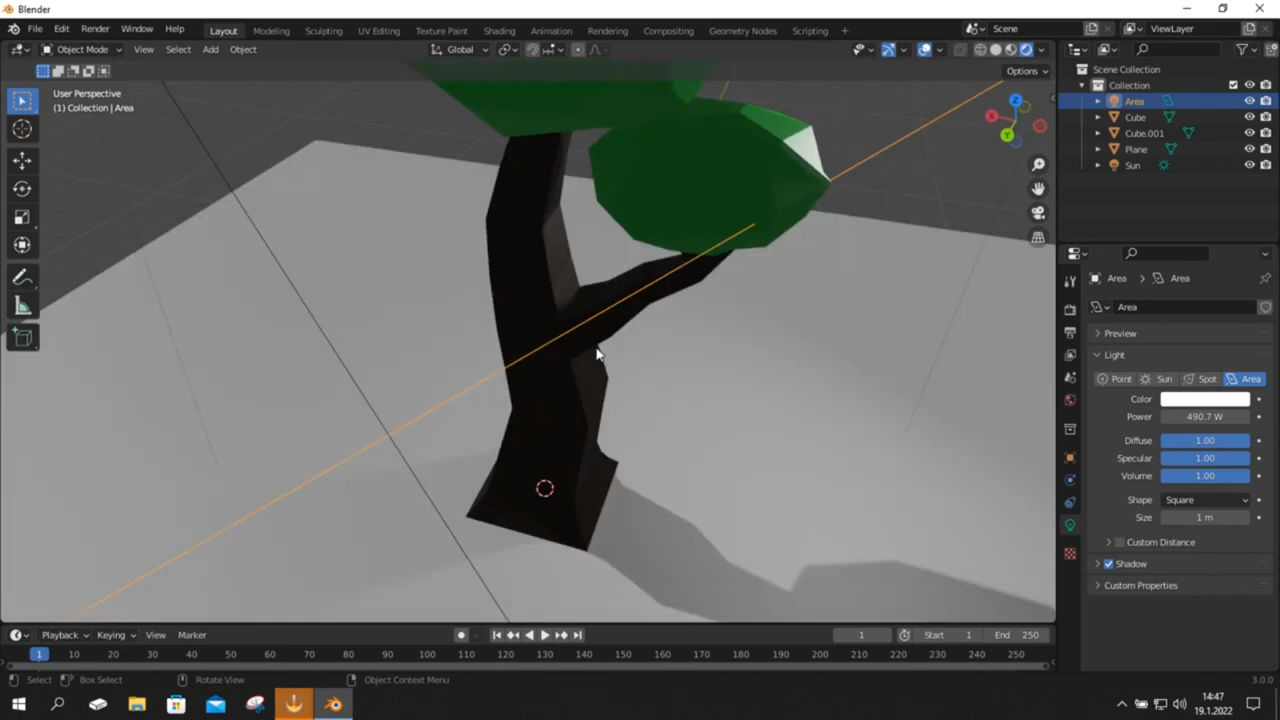 Blender
File Edit Render Window Help Layout Modeling Sculpting UV Editing Texture Paint Shading Animation Rendering Compositing Geometry Nodes Scripting + Scene ViewLayer
Object Mode View Select Add Object Global
Options
User Perspective
(1) Collection | Area
X
Y
Z
Scene Collection
Collection
Area
Cube
Cube.001
Plane
Sun
Area > Area
Area
Preview
Light
Point Sun Spot Area
Color
Power 490.7 W
Diffuse 1.00
Specular 1.00
Volume 1.00
Shape Square
Size 1 m
Custom Distance
Shadow
Custom Properties
Playback Keying View Marker 1 Start 1 End 250
1 10 20 30 40 50 60 70 80 90 100 110 120 130 140 150 160 170 180 190 200 210 220 230 240 250
Select Box Select Rotate View Object Context Menu 3.0.0
14:47
19.1.2022